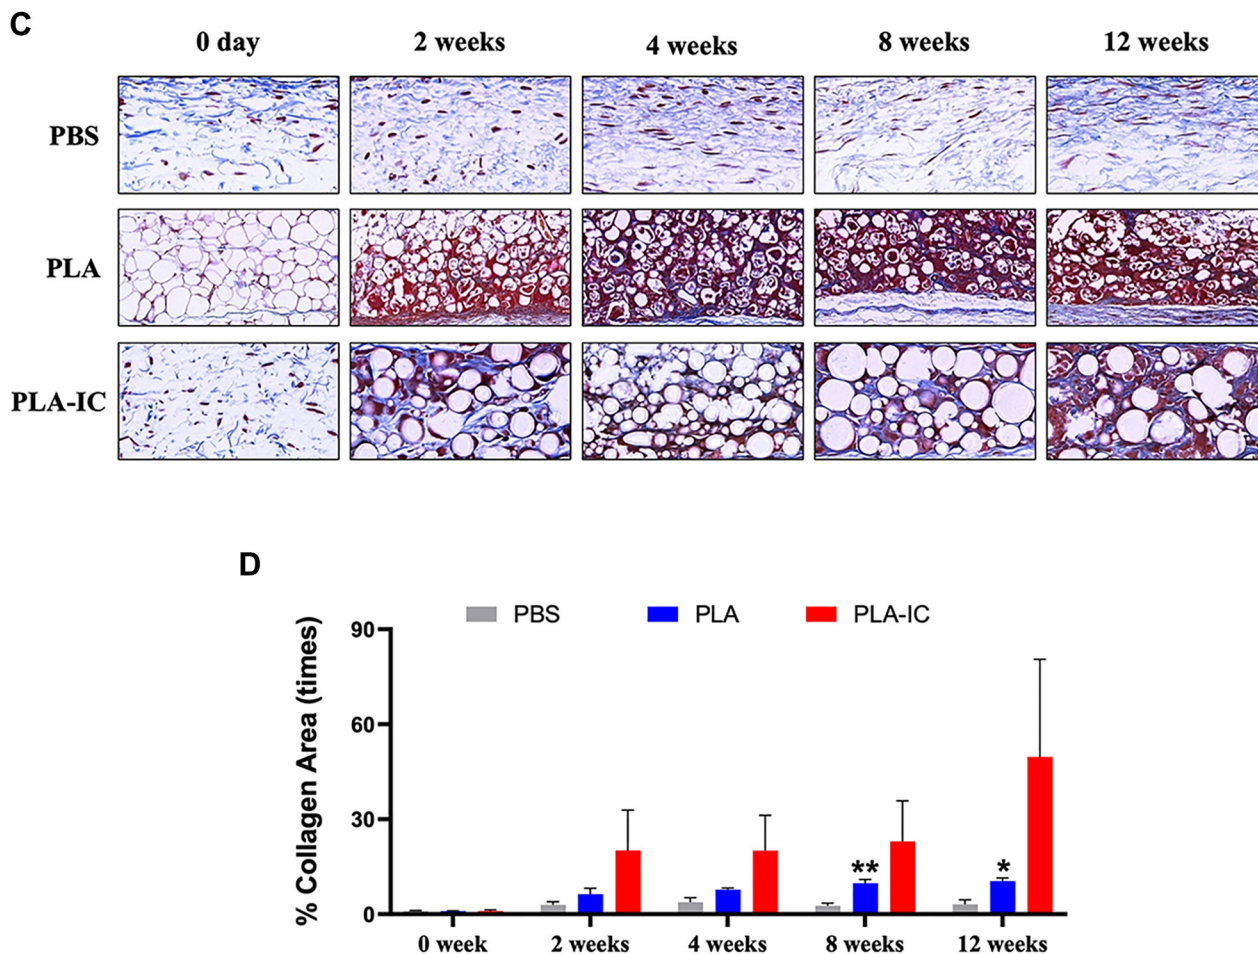 C
0 day 2 weeks 4 weeks 8 weeks 12 weeks
PBS
PLA
PLA-IC
D
PBS PLA PLA-IC
% Collagen Area (times)
90
60
30
0
** *
0 week 2 weeks 4 weeks 8 weeks 12 weeks